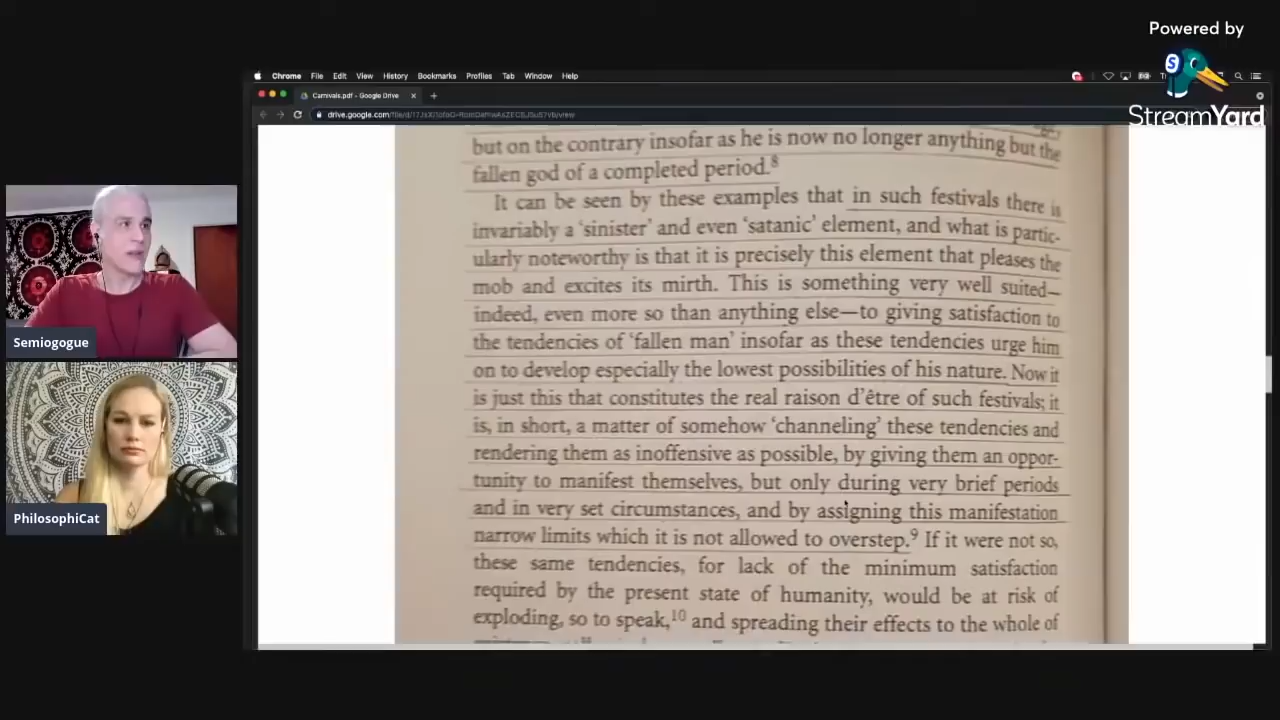 Powered by
StreamYard
Chrome File Edit View History Bookmarks Profiles Tab Window Help
Carnivals.pdf - Google Drive
drive.google.com
but on the contrary insofar as he is now no longer anything but the
fallen god of a completed period.8
It can be seen by these examples that in such festivals there is
invariably a ‘sinister’ and even ‘satanic’ element, and what is partic-
ularly noteworthy is that it is precisely this element that pleases the
mob and excites its mirth. This is something very well suited—
indeed, even more so than anything else—to giving satisfaction to
the tendencies of ‘fallen man’ insofar as these tendencies urge him
on to develop especially the lowest possibilities of his nature. Now it
is just this that constitutes the real raison d’être of such festivals; it
is, in short, a matter of somehow ‘channeling’ these tendencies and
rendering them as inoffensive as possible, by giving them an oppor-
tunity to manifest themselves, but only during very brief periods
and in very set circumstances, and by assigning this manifestation
narrow limits which it is not allowed to overstep.9 If it were not so,
these same tendencies, for lack of the minimum satisfaction
required by the present state of humanity, would be at risk of
exploding, so to speak,10 and spreading their effects to the whole of
Semiogogue
PhilosophiCat